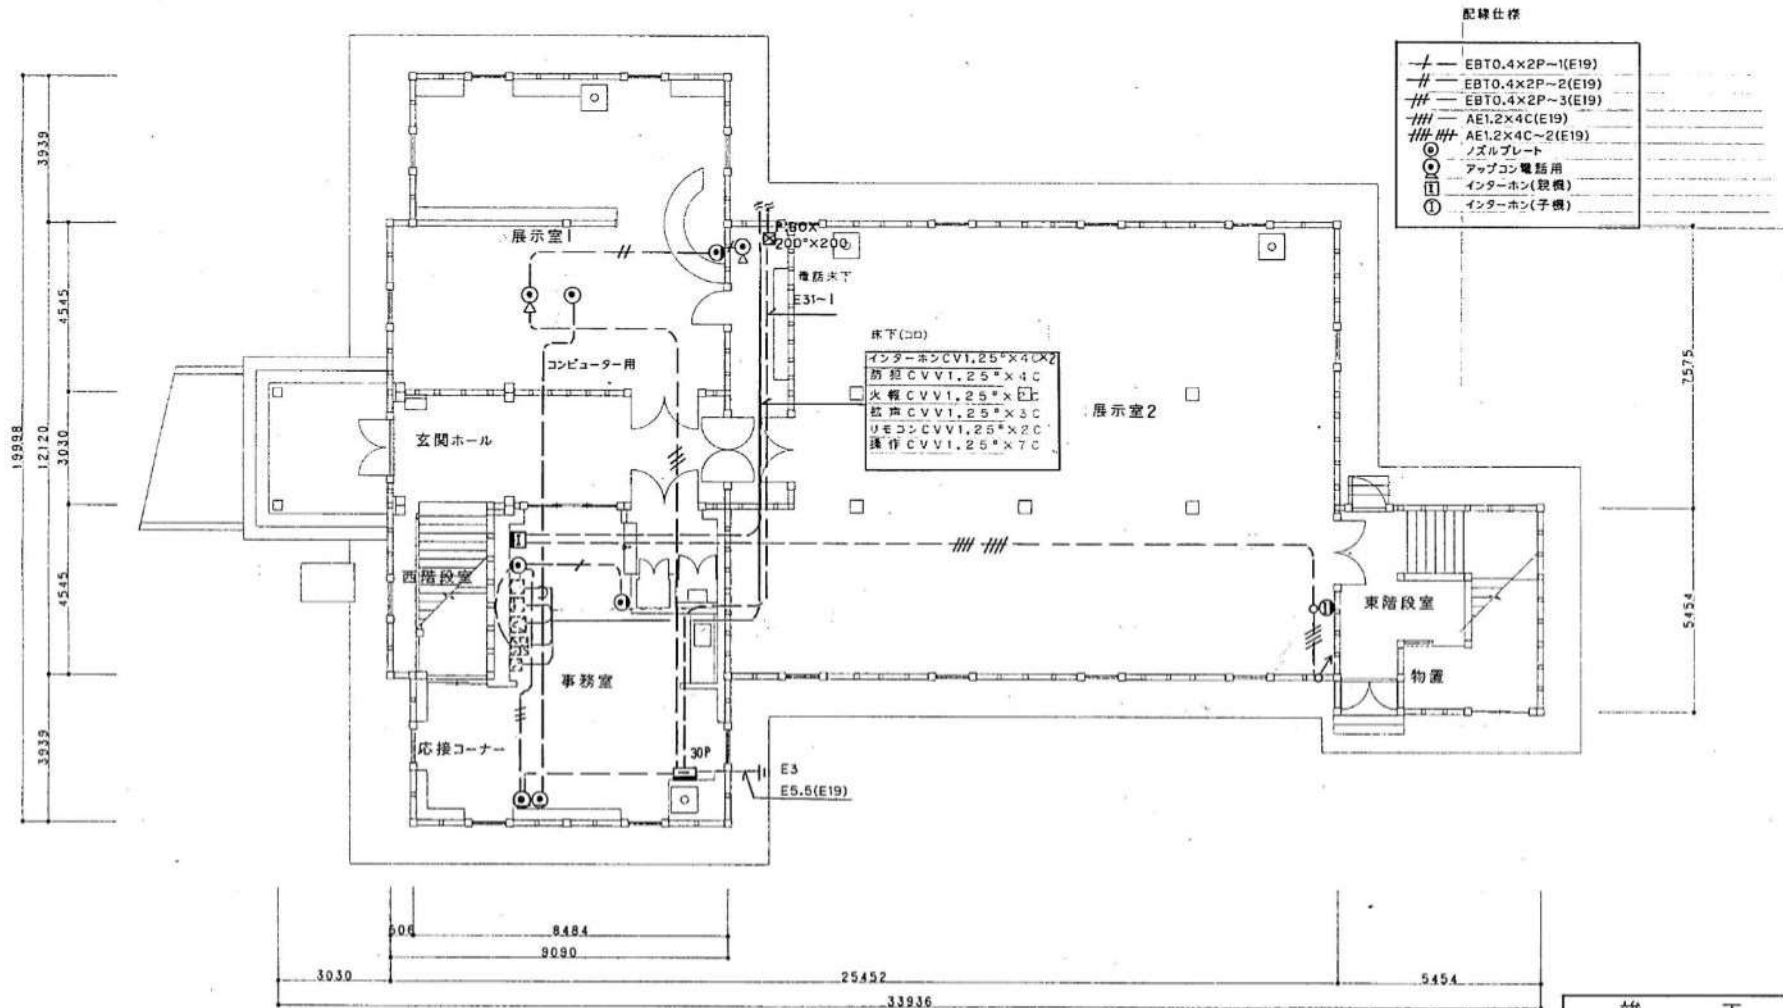 配線仕様
EBT0.4×2P~1(E19)
EBT0.4×2P~2(E19)
EBT0.4×2P~3(E19)
AE1.2×4C(E19)
AE1.2×4C~2(E19)
ノズルプレート
アップコン電話用
インターホン(親機)
インターホン(子機)
展示室1
P.BOX
200°×200
電話床下
E31~1
コンピューター用
床下(コロ)
インターホンCV1.25°×4C×2
防犯CVV1.25°×4C
火報CVV1.25°×2C
拡声CVV1.25°×3C
リモコンCVV1.25°×2C
操作CVV1.25°×7C
展示室2
玄関ホール
西階段室
東階段室
物置
事務室
応接コーナー
30P
E3
E5.5(E19)
3939
4545
3030
4545
3939
12120
19998
7575
5454
606
8484
9090
3030
25452
5454
33936